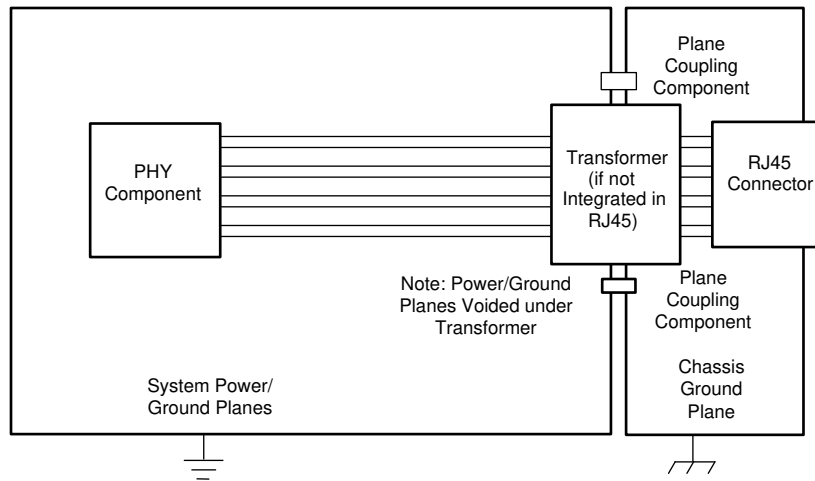 Plane
Coupling
Component
PHY
Component
Transformer
(if not
Integrated in
RJ45)
RJ45
Connector
Note: Power/Ground
Planes Voided under
Transformer
Plane
Coupling
Component
System Power/
Ground Planes
Chassis
Ground
Plane